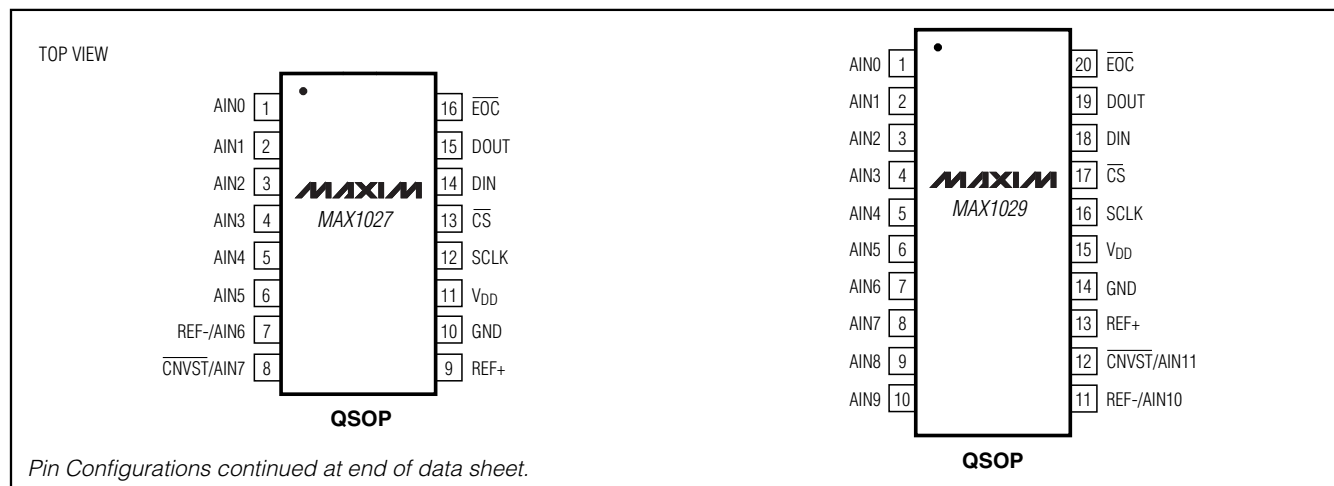 TOP VIEW
AIN0 1
AIN1 2
AIN2 3
AIN3 4
AIN4 5
AIN5 6
REF-/AIN6 7
CNVST/AIN7 8
MAXIM
MAX1027
16 EOC
15 DOUT
14 DIN
13 CS
12 SCLK
11 VDD
10 GND
9 REF+
QSOP
AIN0 1
AIN1 2
AIN2 3
AIN3 4
AIN4 5
AIN5 6
AIN6 7
AIN7 8
AIN8 9
AIN9 10
MAXIM
MAX1029
20 EOC
19 DOUT
18 DIN
17 CS
16 SCLK
15 VDD
14 GND
13 REF+
12 CNVST/AIN11
11 REF-/AIN10
QSOP
Pin Configurations continued at end of data sheet.